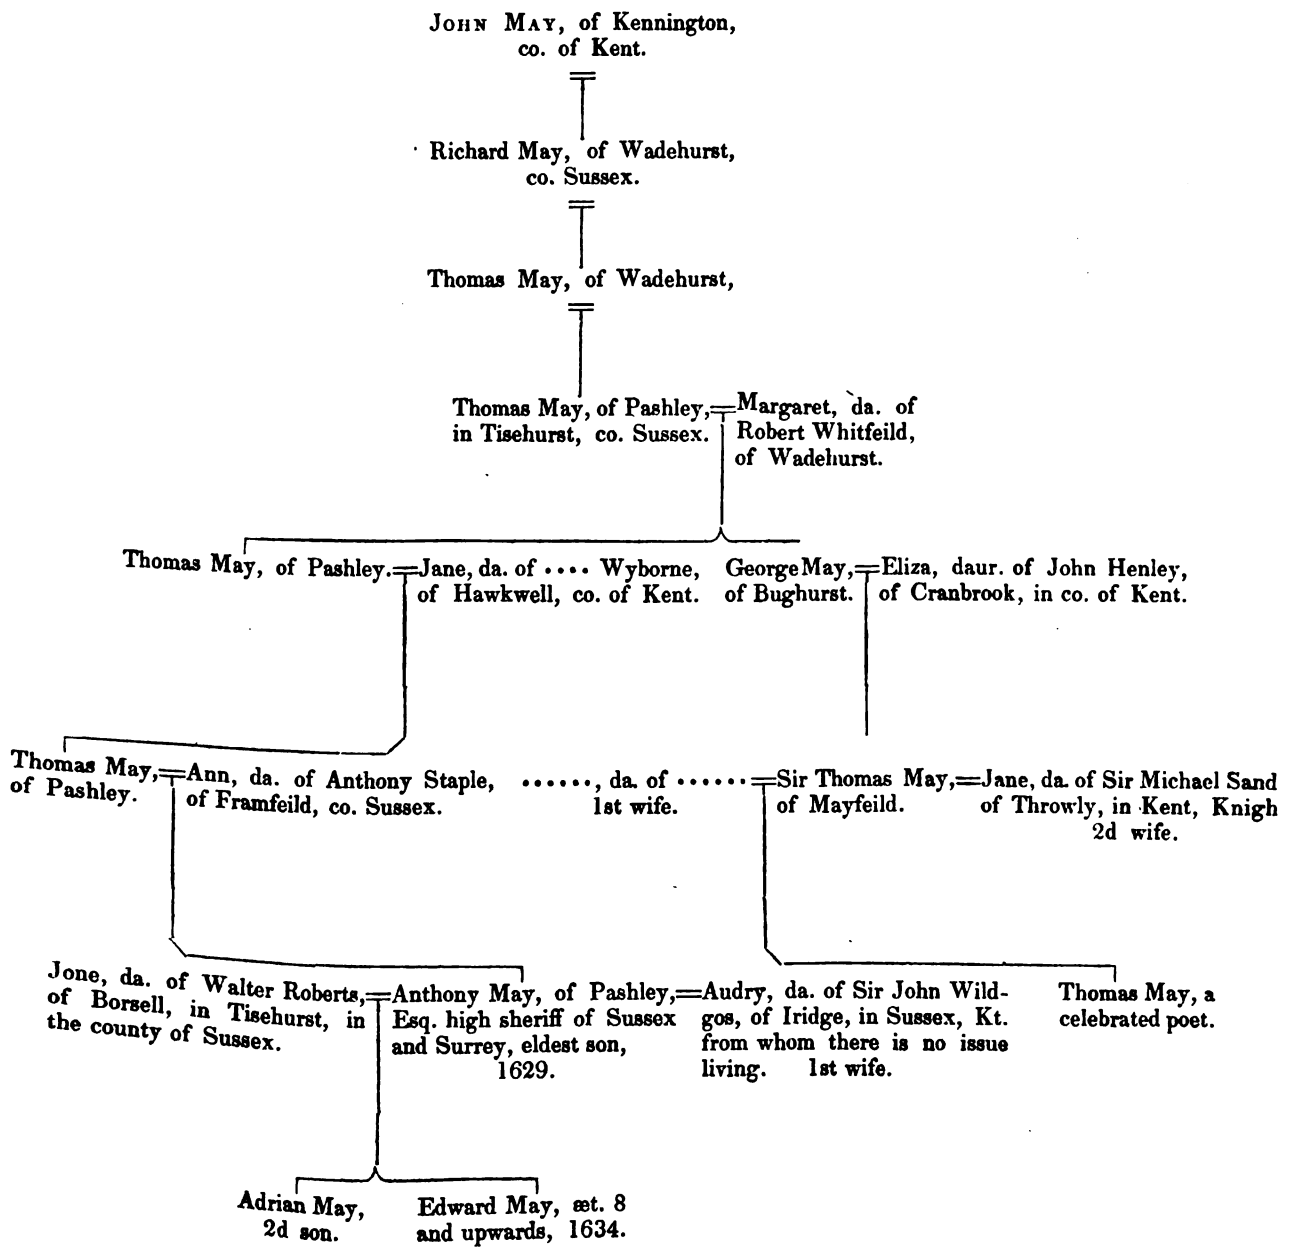 JOHN MAY, of Kennington,
co. of Kent.
Richard May, of Wadehurst,
co. Sussex.
Thomas May, of Wadehurst,
Thomas May, of Pashley,
in Tisehurst, co. Sussex.
Margaret, da. of
Robert Whitfeild,
of Wadehurst.
Thomas May, of Pashley.
Jane, da. of .... Wyborne,
of Hawkwell, co. of Kent.
George May,
of Bughurst.
Eliza, daur. of John Henley,
of Cranbrook, in co. of Kent.
Thomas May,
of Pashley.
Ann, da. of Anthony Staple,
of Framfeild, co. Sussex.
......, da. of ......
1st wife.
Sir Thomas May,
of Mayfeild.
Jane, da. of Sir Michael Sand
of Throwly, in Kent, Knigh
2d wife.
Jone, da. of Walter Roberts,
of Borsell, in Tisehurst, in
the county of Sussex.
Anthony May, of Pashley,
Esq. high sheriff of Sussex
and Surrey, eldest son,
1629.
Audry, da. of Sir John Wild-
gos, of Iridge, in Sussex, Kt.
from whom there is no issue
living. 1st wife.
Thomas May, a
celebrated poet.
Adrian May,
2d son.
Edward May, æt. 8
and upwards, 1634.